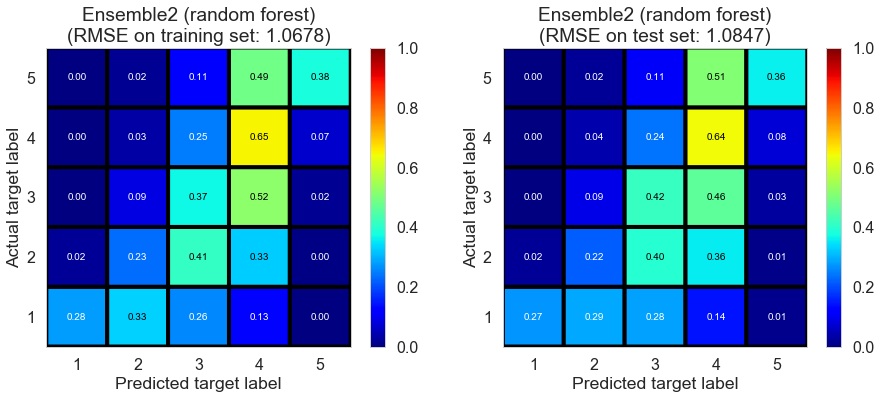 Ensemble2 (random forest)
(RMSE on training set: 1.0678)
Actual target label
5 0.00 0.02 0.11 0.49 0.38
4 0.00 0.03 0.25 0.65 0.07
3 0.00 0.09 0.37 0.52 0.02
2 0.02 0.23 0.41 0.33 0.00
1 0.28 0.33 0.26 0.13 0.00
1 2 3 4 5
Predicted target label
1.0
0.8
0.6
0.4
0.2
0.0
Ensemble2 (random forest)
(RMSE on test set: 1.0847)
Actual target label
5 0.00 0.02 0.11 0.51 0.36
4 0.00 0.04 0.24 0.64 0.08
3 0.00 0.09 0.42 0.46 0.03
2 0.02 0.22 0.40 0.36 0.01
1 0.27 0.29 0.28 0.14 0.01
1 2 3 4 5
Predicted target label
1.0
0.8
0.6
0.4
0.2
0.0